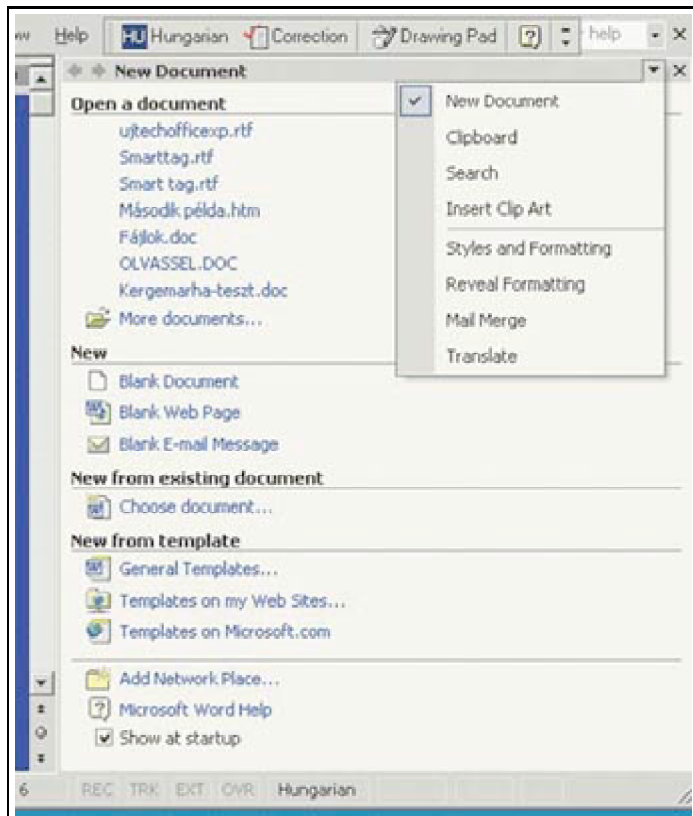 Help HU Hungarian Correction Drawing Pad help
New Document
Open a document
ujtechofficexp.rtf
Smarttag.rtf
Smart tag.rtf
Második példa.htm
Fájlok.doc
OLVASSEL.DOC
Kergemarha-teszt.doc
More documents...
New
Blank Document
Blank Web Page
Blank E-mail Message
New from existing document
Choose document...
New from template
General Templates...
Templates on my Web Sites...
Templates on Microsoft.com
Add Network Place...
Microsoft Word Help
Show at startup
New Document
Clipboard
Search
Insert Clip Art
Styles and Formatting
Reveal Formatting
Mail Merge
Translate
6 REC TRK EXT OVR Hungarian